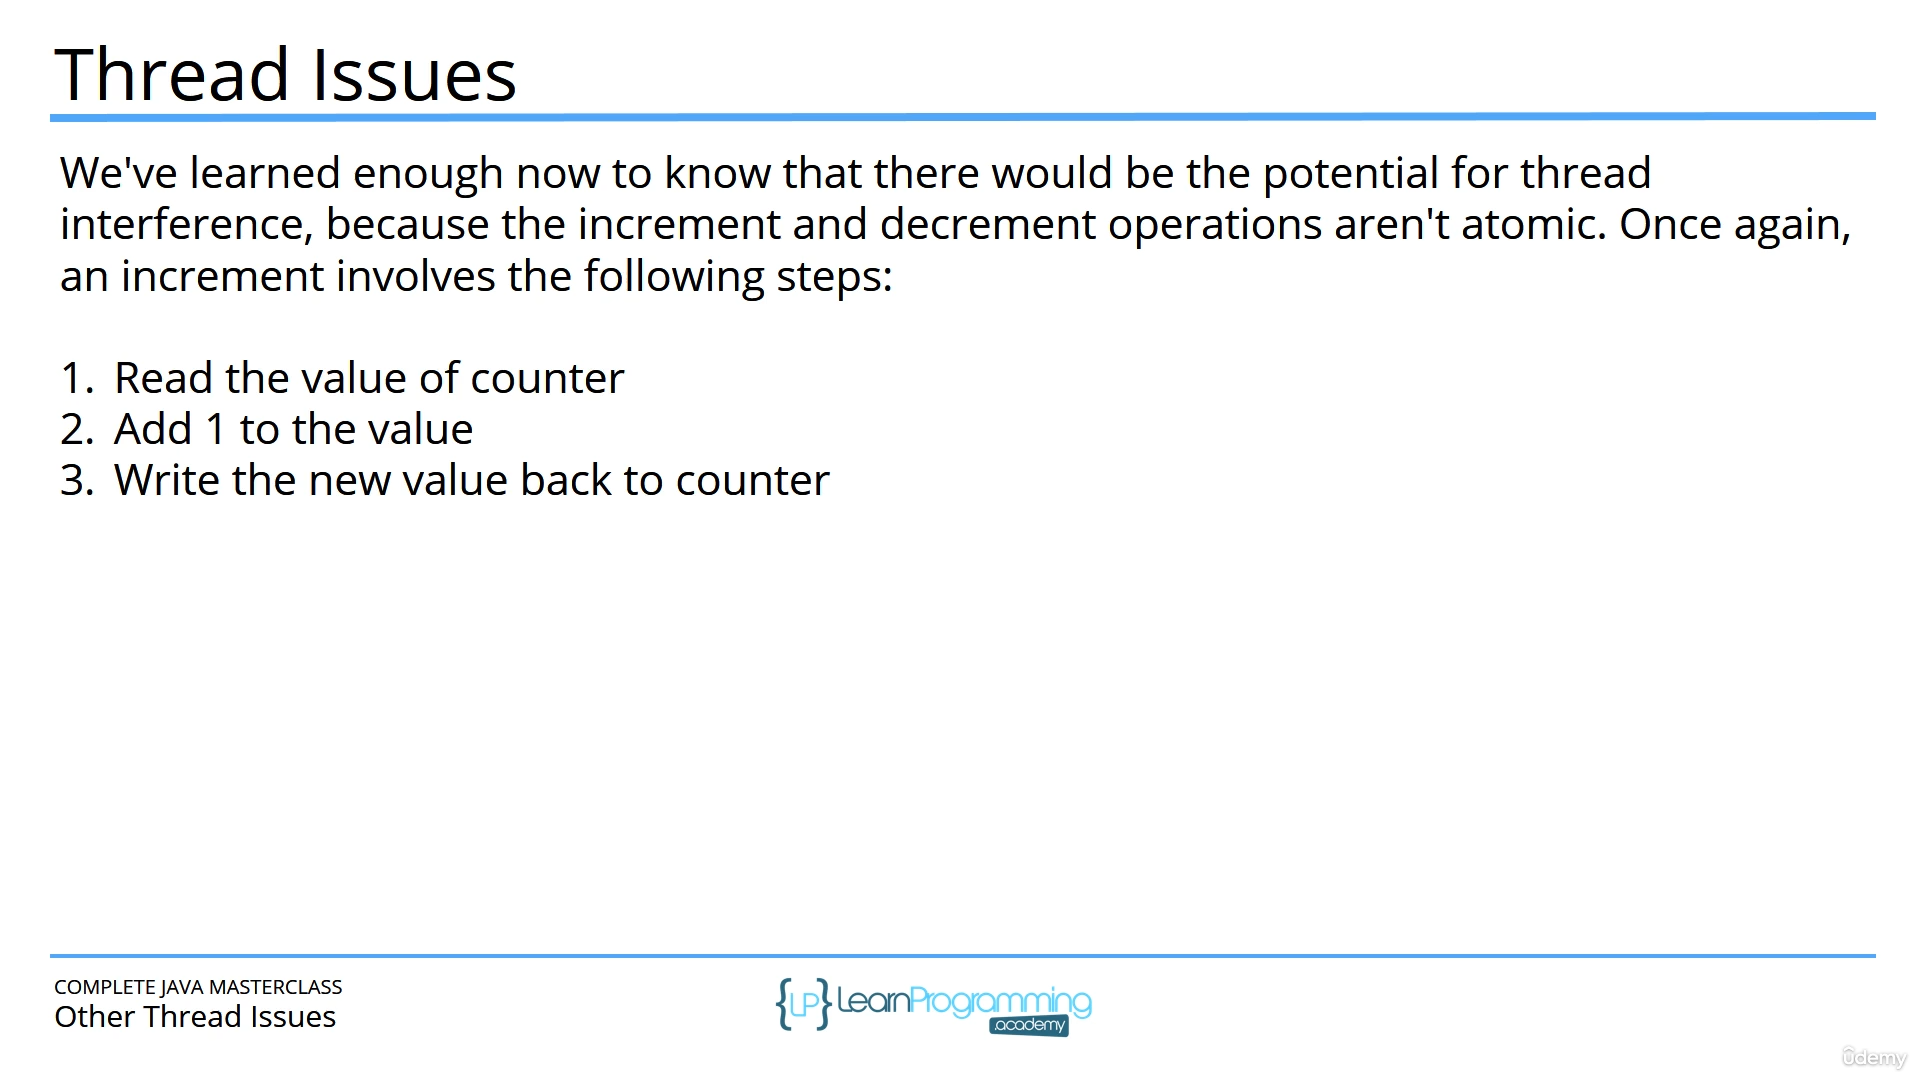 Thread Issues
We've learned enough now to know that there would be the potential for thread
interference, because the increment and decrement operations aren't atomic. Once again,
an increment involves the following steps:
1. Read the value of counter
2. Add 1 to the value
3. Write the new value back to counter
COMPLETE JAVA MASTERCLASS
Other Thread Issues
{LP} LearnProgramming
academy
ûdemy